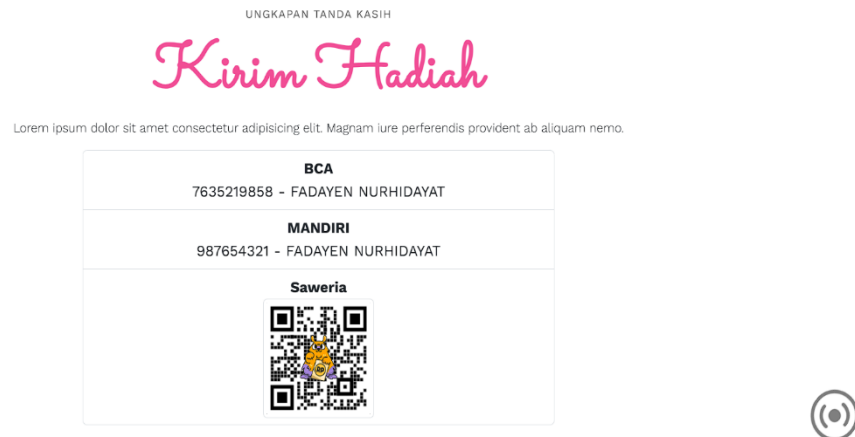 UNGKAPAN TANDA KASIH
Kirim Hadiah
Lorem ipsum dolor sit amet consectetur adipisicing elit. Magnam iure perferendis provident ab aliquam nemo.
BCA
7635219858 - FADAYEN NURHIDAYAT
MANDIRI
987654321 - FADAYEN NURHIDAYAT
Saweria